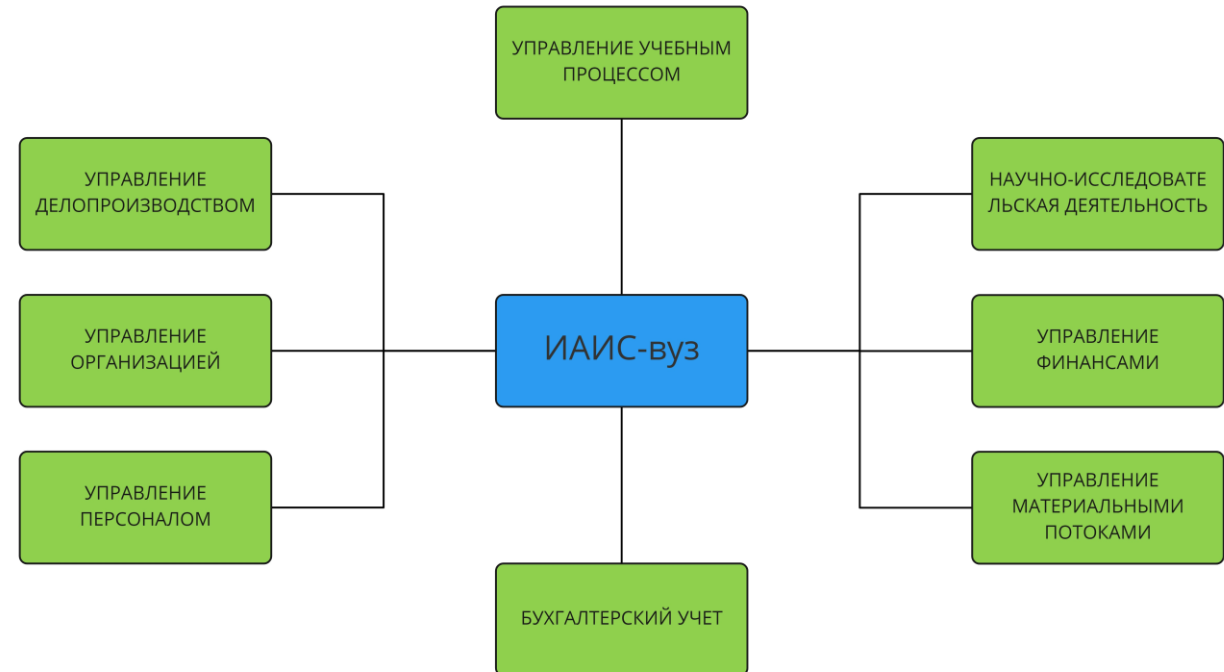 УПРАВЛЕНИЕ УЧЕБНЫМ
ПРОЦЕССОМ
УПРАВЛЕНИЕ
ДЕЛОПРОИЗВОДСТВОМ
НАУЧНО-ИССЛЕДОВАТЕ
ЛЬСКАЯ ДЕЯТЕЛЬНОСТЬ
УПРАВЛЕНИЕ
ОРГАНИЗАЦИЕЙ
ИАИС-вуз
УПРАВЛЕНИЕ
ФИНАНСАМИ
УПРАВЛЕНИЕ
ПЕРСОНАЛОМ
УПРАВЛЕНИЕ
МАТЕРИАЛЬНЫМИ
ПОТОКАМИ
БУХГАЛТЕРСКИЙ УЧЕТ